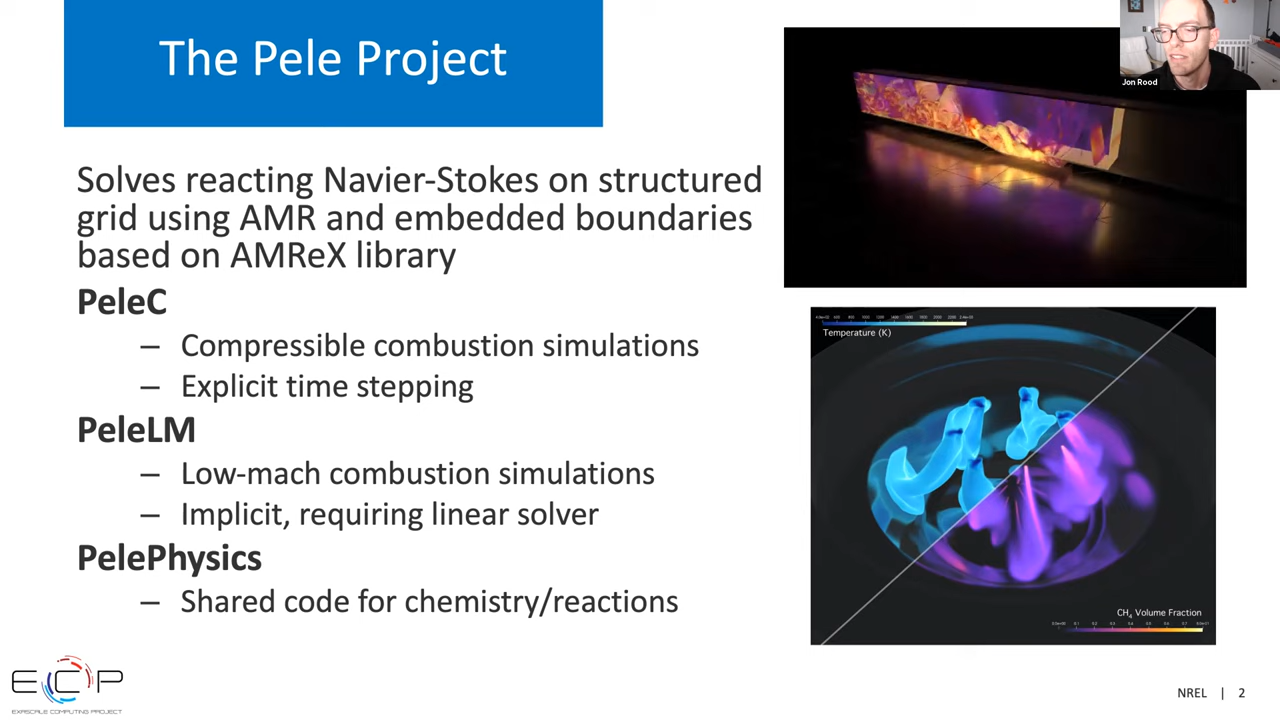 The Pele Project
Jon Rood
Solves reacting Navier-Stokes on structured
grid using AMR and embedded boundaries
based on AMReX library
PeleC
– Compressible combustion simulations
– Explicit time stepping
PeleLM
– Low-mach combustion simulations
– Implicit, requiring linear solver
PelePhysics
– Shared code for chemistry/reactions
Temperature (K)
CH4 Volume Fraction
ECP
EXASCALE COMPUTING PROJECT
NREL | 2